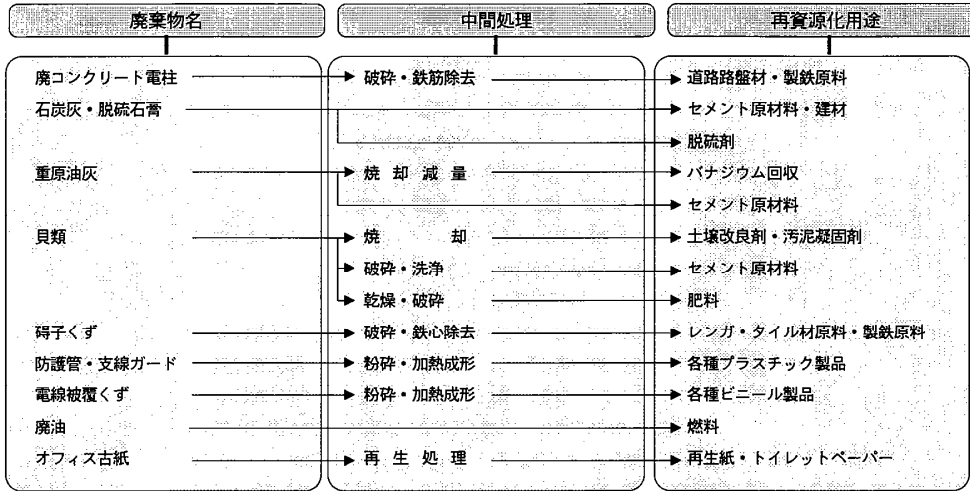 廃棄物名 中間処理 再資源化用途
廃コンクリート電柱 破砕・鉄筋除去 道路路盤材・製鉄原料
石炭灰・脱硫石膏 セメント原材料・建材
脱硫剤
重原油灰 焼却減量 バナジウム回収
セメント原材料
貝類 焼却 土壌改良剤・汚泥凝固剤
破砕・洗浄 セメント原材料
乾燥・破砕 肥料
碍子くず 破砕・鉄心除去 レンガ・タイル材原料・製鉄原料
防護管・支線ガード 粉砕・加熱成形 各種プラスチック製品
電線被覆くず 粉砕・加熱成形 各種ビニール製品
廃油 燃料
オフィス古紙 再生処理 再生紙・トイレットペーパー